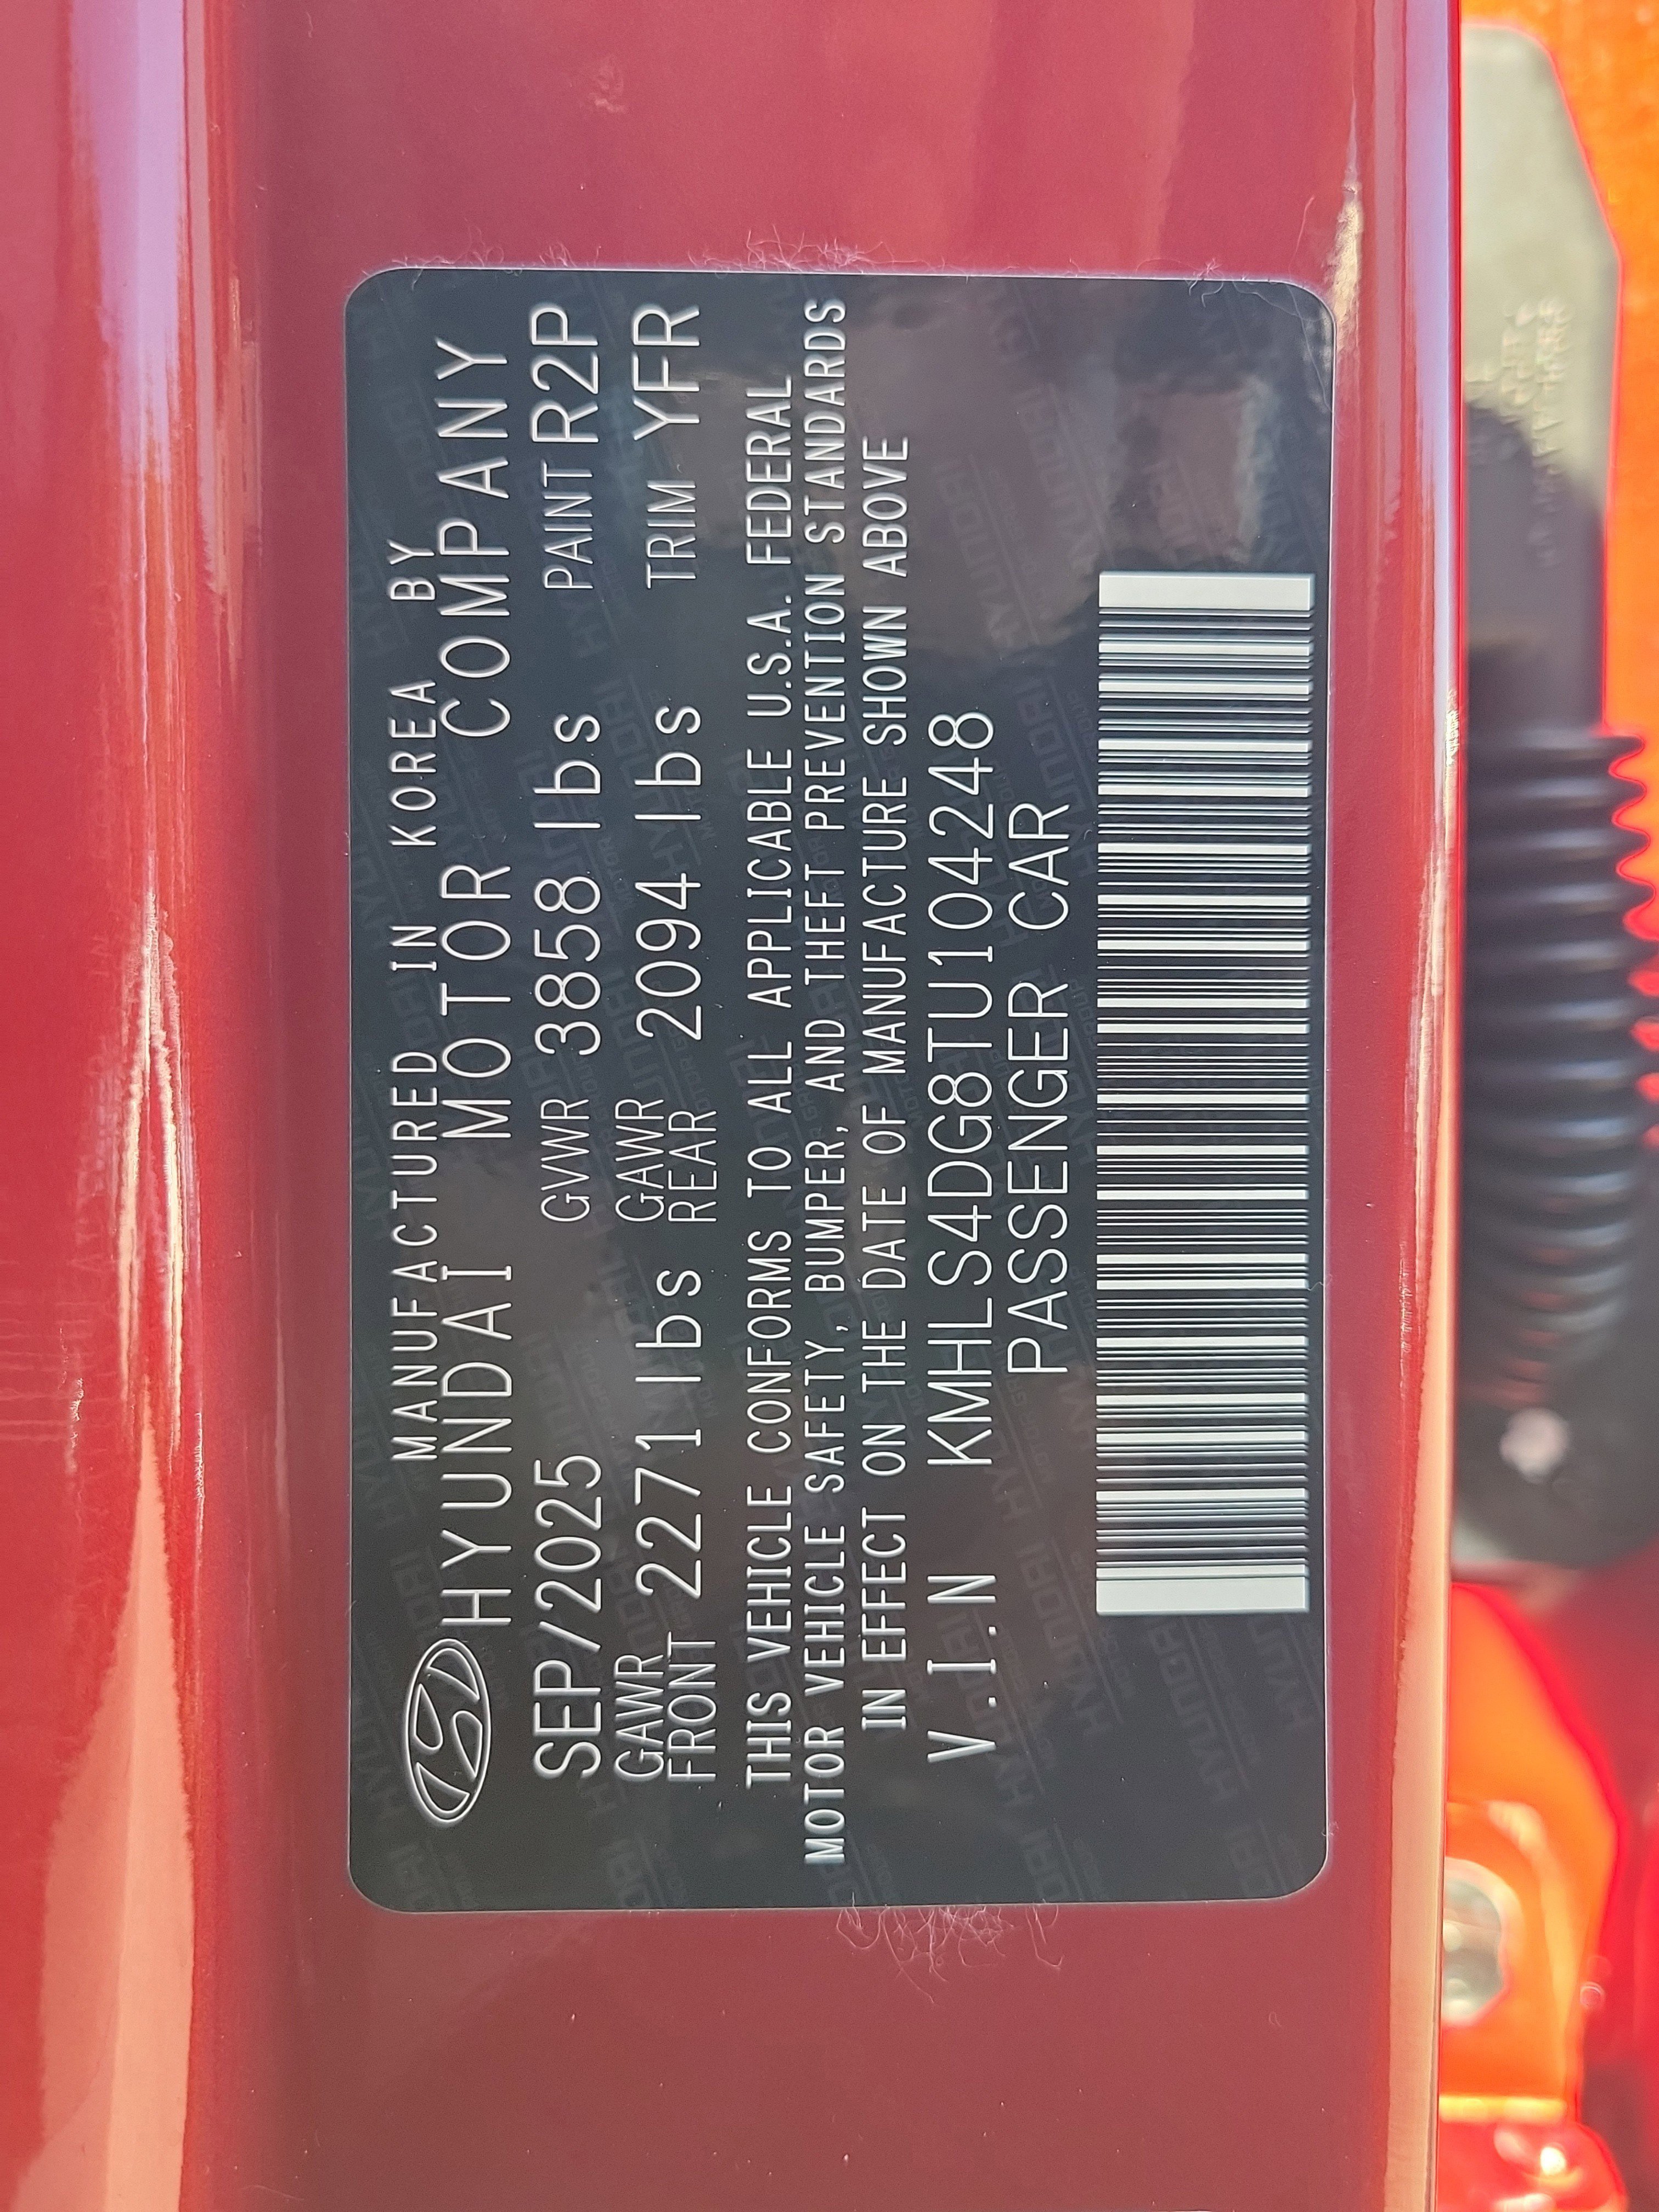 MANUFACTURED IN KOREA BY
HYUNDAI MOTOR COMPANY
SEP/2025 GVWR 3858 lbs PAINT R2P
GAWR FRONT 2271 lbs GAWR REAR 2094 lbs TRIM YFR
THIS VEHICLE CONFORMS TO ALL APPLICABLE U.S.A. FEDERAL
MOTOR VEHICLE SAFETY, BUMPER, AND THEFT PREVENTION STANDARDS
IN EFFECT ON THE DATE OF MANUFACTURE SHOWN ABOVE
V.I.N KMHLS4DG8TU104248
PASSENGER CAR